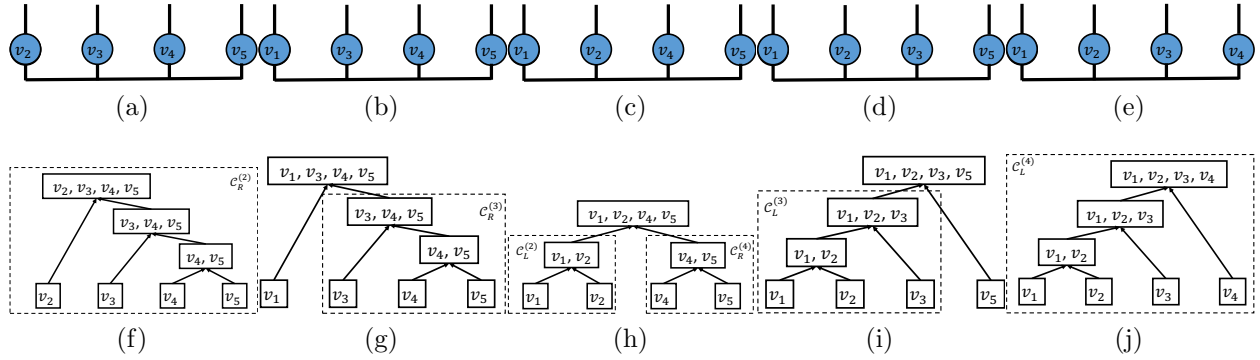 v₂ v₃ v₄ v₅ v₁ v₃ v₄ v₅ v₁ v₂ v₄ v₅ v₁ v₂ v₃ v₅ v₁ v₂ v₃ v₄
(a) (b) (c) (d) (e)
v₂, v₃, v₄, v₅
𝒞_R^(2)
v₃, v₄, v₅
v₄, v₅
v₂ v₃ v₄ v₅
(f)
v₁, v₃, v₄, v₅
𝒞_R^(3)
v₃, v₄, v₅
v₄, v₅
v₁ v₃ v₄ v₅
(g)
v₁, v₂, v₄, v₅
𝒞_L^(2) 𝒞_R^(4)
v₁, v₂ v₄, v₅
v₁ v₂ v₄ v₅
(h)
v₁, v₂, v₃, v₅
𝒞_L^(3)
v₁, v₂, v₃
v₁, v₂
v₁ v₂ v₃ v₅
(i)
𝒞_L^(4)
v₁, v₂, v₃, v₄
v₁, v₂, v₃
v₁, v₂
v₁ v₂ v₃ v₄
(j)